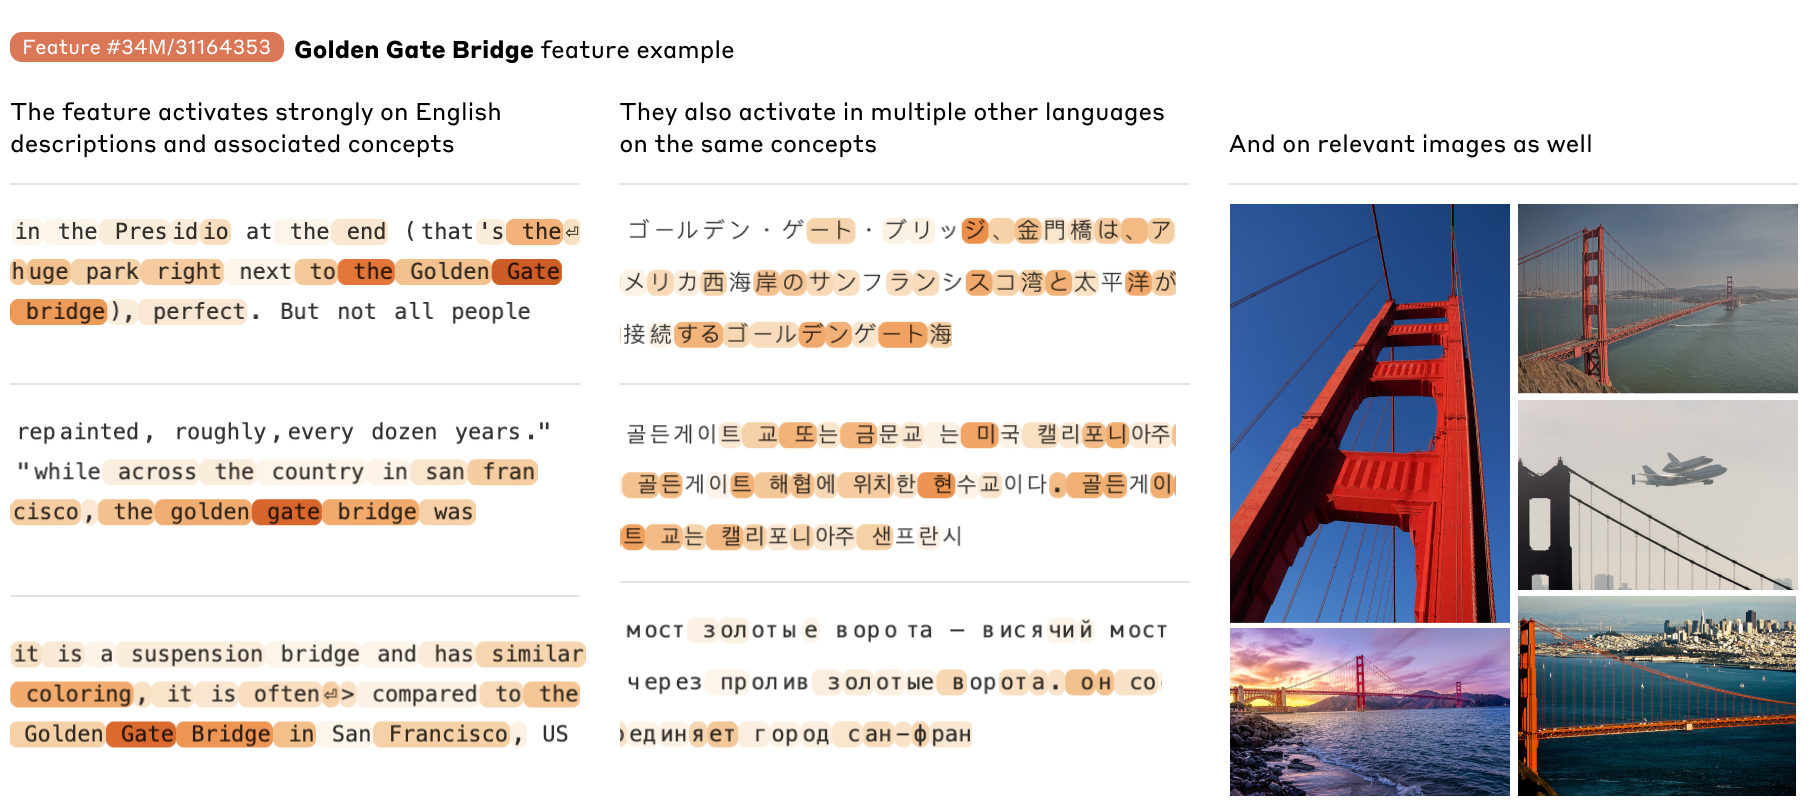 Feature #34M/31164353 Golden Gate Bridge feature example
The feature activates strongly on English
descriptions and associated concepts
in the Presidio at the end (that's the⏎
huge park right next to the Golden Gate
bridge), perfect. But not all people
repainted, roughly,every dozen years."
"while across the country in san fran
cisco, the golden gate bridge was
it is a suspension bridge and has similar
coloring, it is often⏎> compared to the
Golden Gate Bridge in San Francisco, US
They also activate in multiple other languages
on the same concepts
ゴールデン・ゲート・ブリッジ、金門橋は、ア
メリカ西海岸のサンフランシスコ湾と太平洋が
接続するゴールデンゲート海
골든게이트 교 또는 금문교 는 미국 캘리포니아주
골든게이트 해협에 위치한 현수교이다. 골든게이
트 교는 캘리포니아주 샌프란시
мост золотые ворота – висячий мост
через пролив золотые ворота. он со
единяет город сан-фран
And on relevant images as well